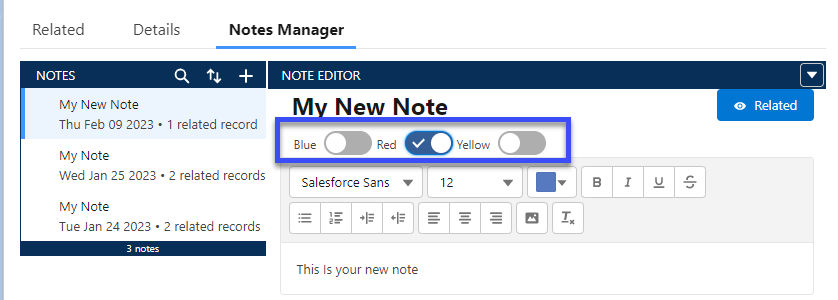 Related Details Notes Manager
NOTES
My New Note
Thu Feb 09 2023 • 1 related record
My Note
Wed Jan 25 2023 • 2 related records
My Note
Tue Jan 24 2023 • 2 related records
3 notes
NOTE EDITOR
My New Note
Related
Blue Red Yellow
Salesforce Sans 12 B I U S
This Is your new note